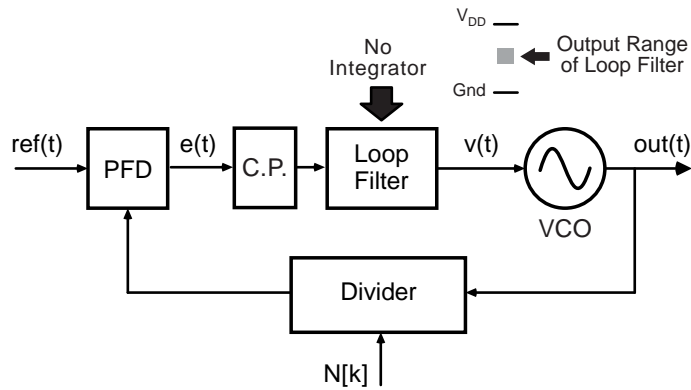 V_DD
No
Integrator
Output Range
of Loop Filter
Gnd
ref(t)
PFD
e(t)
C.P.
Loop
Filter
v(t)
out(t)
VCO
Divider
N[k]